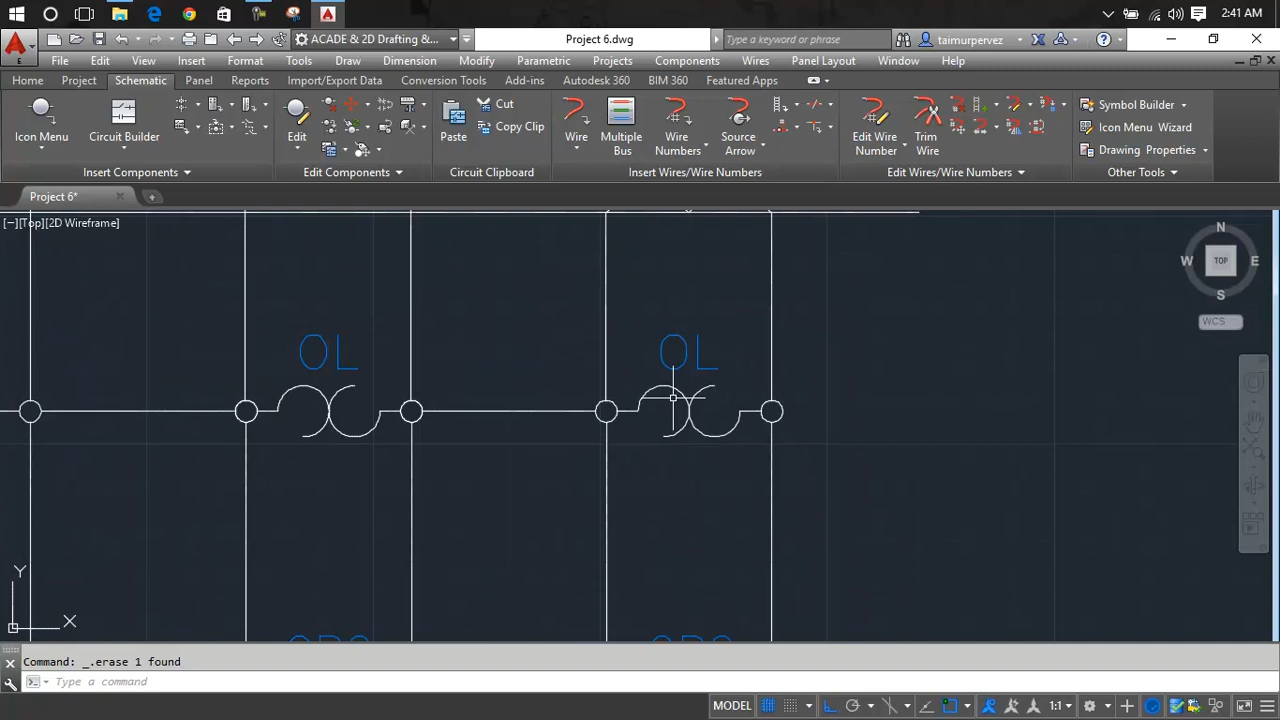 2:41 AM
E
ACADE & 2D Drafting &...
Project 6.dwg
Type a keyword or phrase
taimurpervez
File Edit View Insert Format Tools Draw Dimension Modify Parametric Projects Components Wires Panel Layout Window Help
Home Project Schematic Panel Reports Import/Export Data Conversion Tools Add-ins Autodesk 360 BIM 360 Featured Apps
Icon Menu
Circuit Builder
Edit
Paste
Cut
Copy Clip
Wire
Multiple Bus
Wire Numbers
Source Arrow
Edit Wire Number
Trim Wire
Symbol Builder
Icon Menu Wizard
Drawing Properties
Insert Components
Edit Components
Circuit Clipboard
Insert Wires/Wire Numbers
Edit Wires/Wire Numbers
Other Tools
Project 6*
[−][Top][2D Wireframe]
N
W TOP E
S
WCS
OL OL
Y
X
Command: _.erase 1 found
Type a command
MODEL
1:1